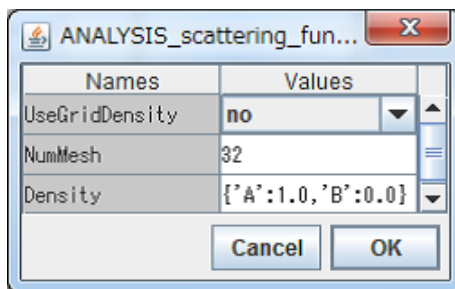 ANALYSIS_scattering_fun...
Names Values
UseGridDensity no
NumMesh 32
Density {'A':1.0,'B':0.0}
Cancel OK